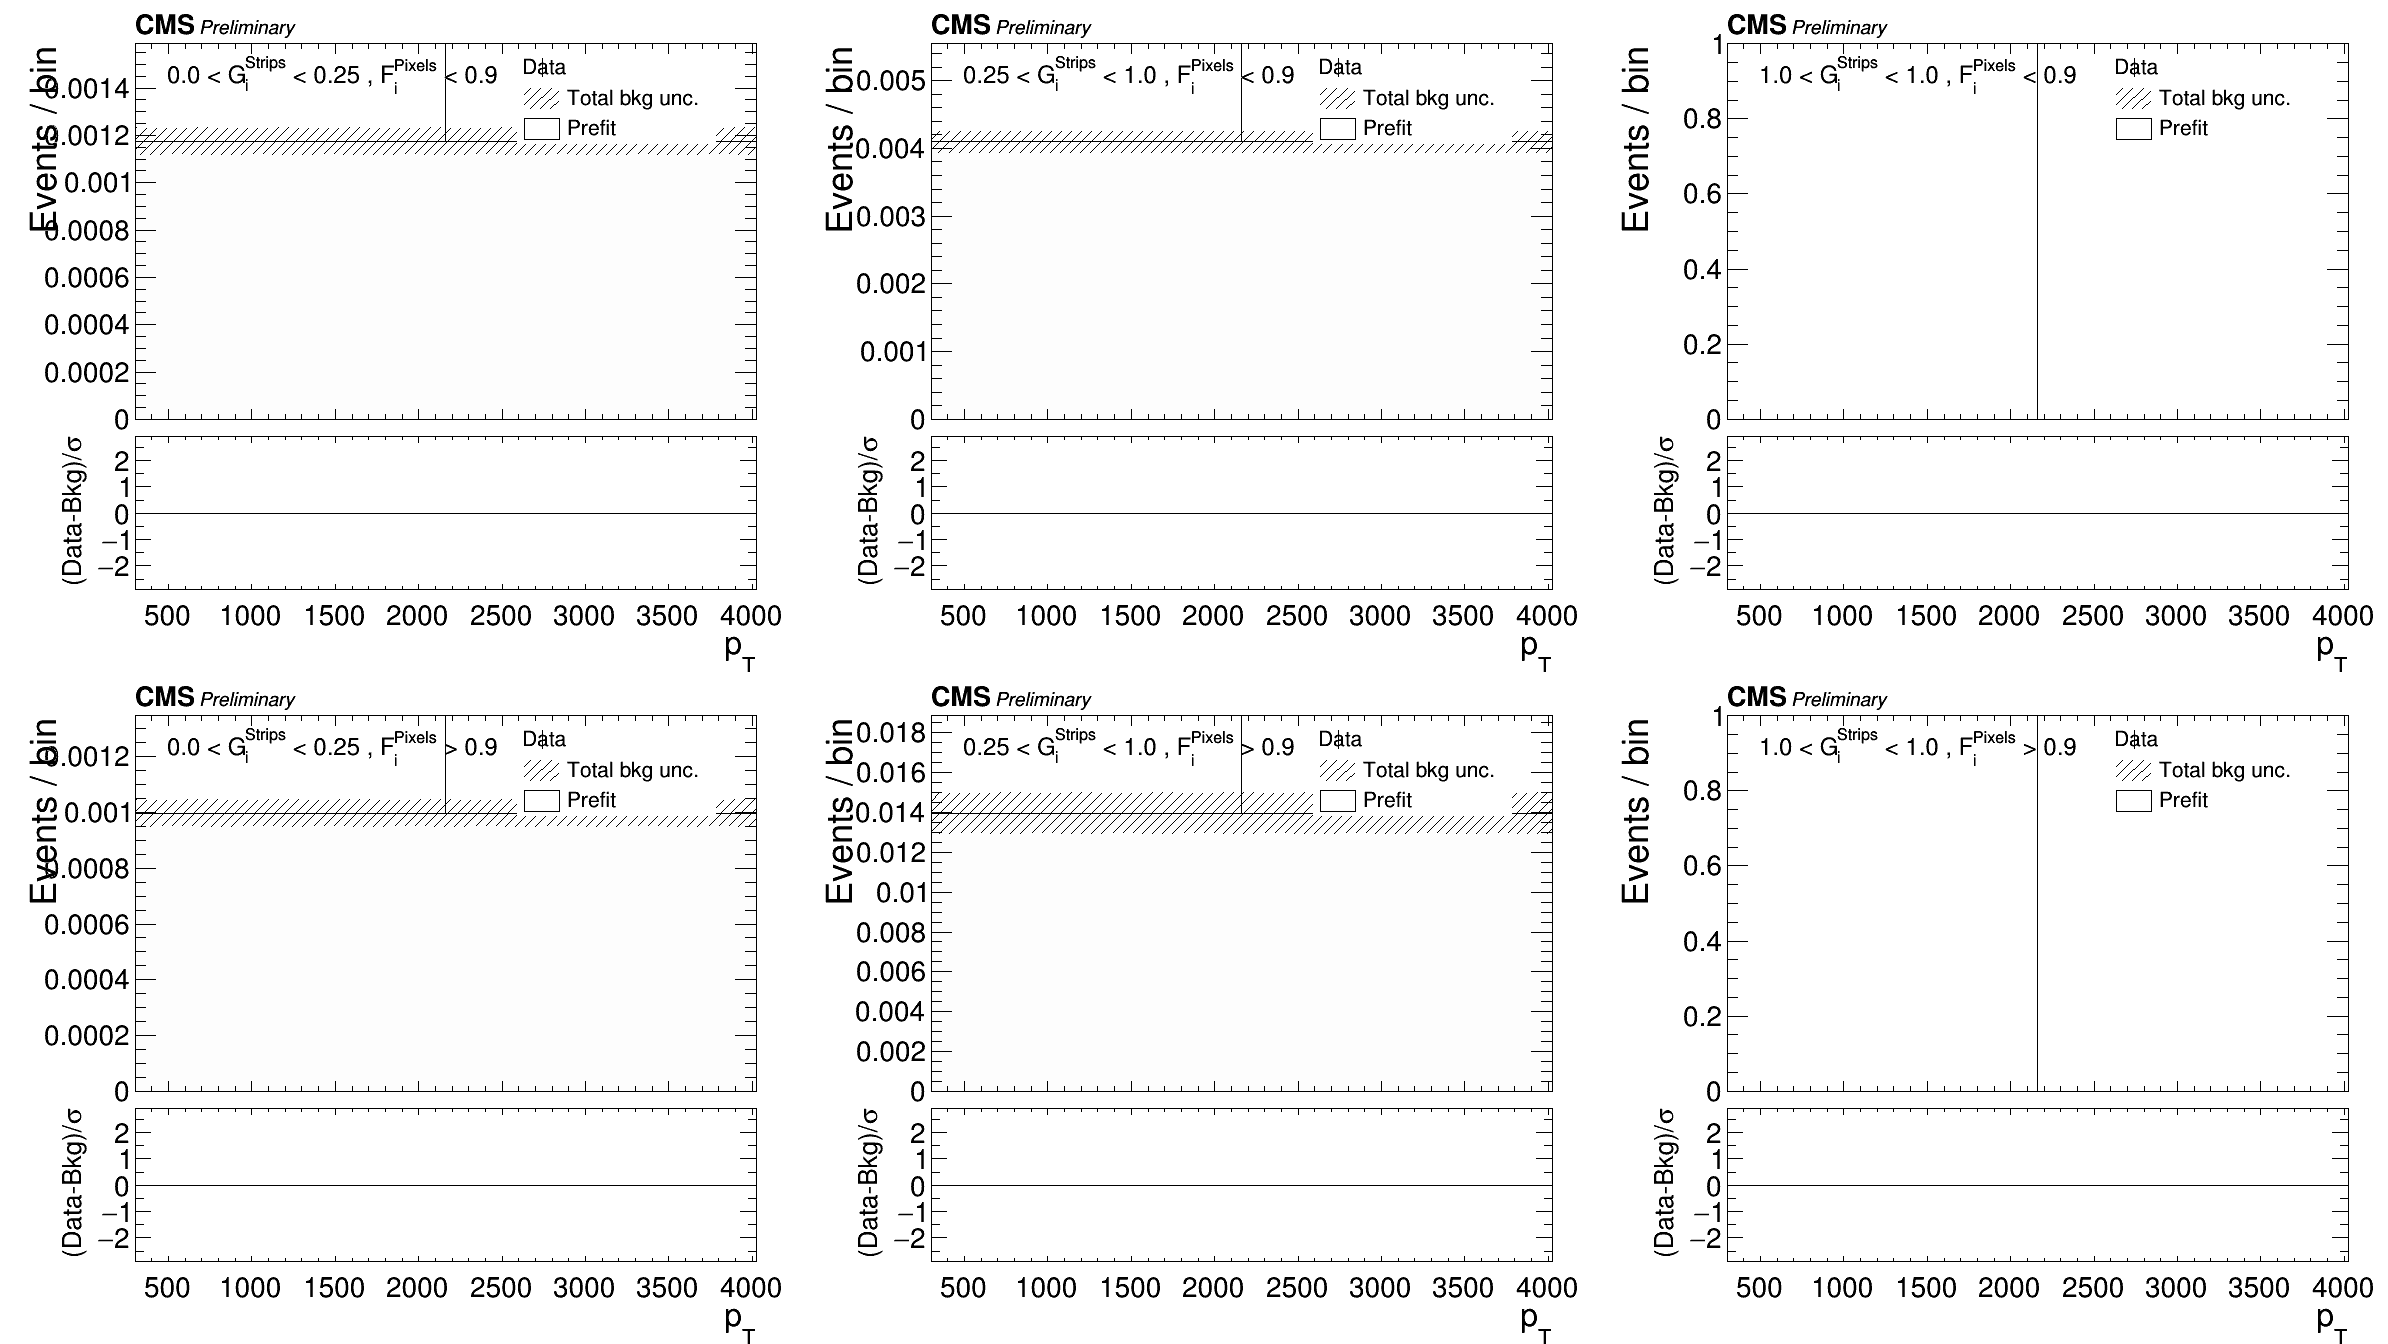 CMS Preliminary
0.0 < G_i^Strips < 0.25 , F_i^Pixels < 0.9
Data
Total bkg unc.
Prefit
Events / bin
0.0014
0.0012
0.001
0.0008
0.0006
0.0004
0.0002
0
(Data-Bkg)/σ
2
1
0
−1
−2
500 1000 1500 2000 2500 3000 3500 4000
p_T
CMS Preliminary
0.25 < G_i^Strips < 1.0 , F_i^Pixels < 0.9
Data
Total bkg unc.
Prefit
Events / bin
0.005
0.004
0.003
0.002
0.001
0
(Data-Bkg)/σ
2
1
0
−1
−2
500 1000 1500 2000 2500 3000 3500 4000
p_T
CMS Preliminary
1.0 < G_i^Strips < 1.0 , F_i^Pixels < 0.9
Data
Total bkg unc.
Prefit
Events / bin
1
0.8
0.6
0.4
0.2
0
(Data-Bkg)/σ
2
1
0
−1
−2
500 1000 1500 2000 2500 3000 3500 4000
p_T
CMS Preliminary
0.0 < G_i^Strips < 0.25 , F_i^Pixels > 0.9
Data
Total bkg unc.
Prefit
Events / bin
0.0012
0.001
0.0008
0.0006
0.0004
0.0002
0
(Data-Bkg)/σ
2
1
0
−1
−2
500 1000 1500 2000 2500 3000 3500 4000
p_T
CMS Preliminary
0.25 < G_i^Strips < 1.0 , F_i^Pixels > 0.9
Data
Total bkg unc.
Prefit
Events / bin
0.018
0.016
0.014
0.012
0.01
0.008
0.006
0.004
0.002
0
(Data-Bkg)/σ
2
1
0
−1
−2
500 1000 1500 2000 2500 3000 3500 4000
p_T
CMS Preliminary
1.0 < G_i^Strips < 1.0 , F_i^Pixels > 0.9
Data
Total bkg unc.
Prefit
Events / bin
1
0.8
0.6
0.4
0.2
0
(Data-Bkg)/σ
2
1
0
−1
−2
500 1000 1500 2000 2500 3000 3500 4000
p_T